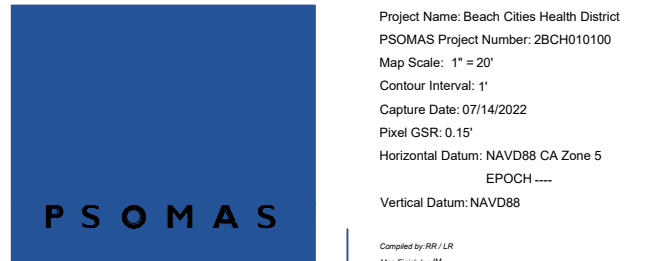 Project Name: Beach Cities Health District
PSOMAS Project Number: 2BCH010100
Map Scale: 1" = 20'
Contour Interval: 1'
Capture Date: 07/14/2022
Pixel GSR: 0.15'
Horizontal Datum: NAVD88 CA Zone 5
EPOCH ----
Vertical Datum: NAVD88
PSOMAS
Compiled by: RR / LR